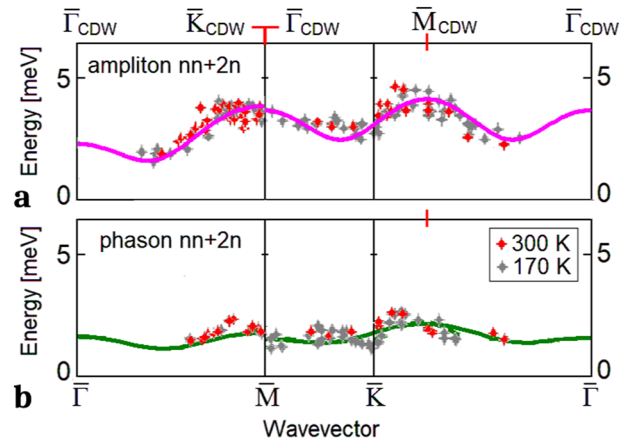 Γ̅CDW K̅CDW Γ̅CDW M̅CDW Γ̅CDW
5 ampliton nn+2n 5
Energy [meV]
0 0
a
5 phason nn+2n 5
300 K
170 K
Energy [meV]
0 0
b
Γ̅ M̅ K̅ Γ̅
Wavevector